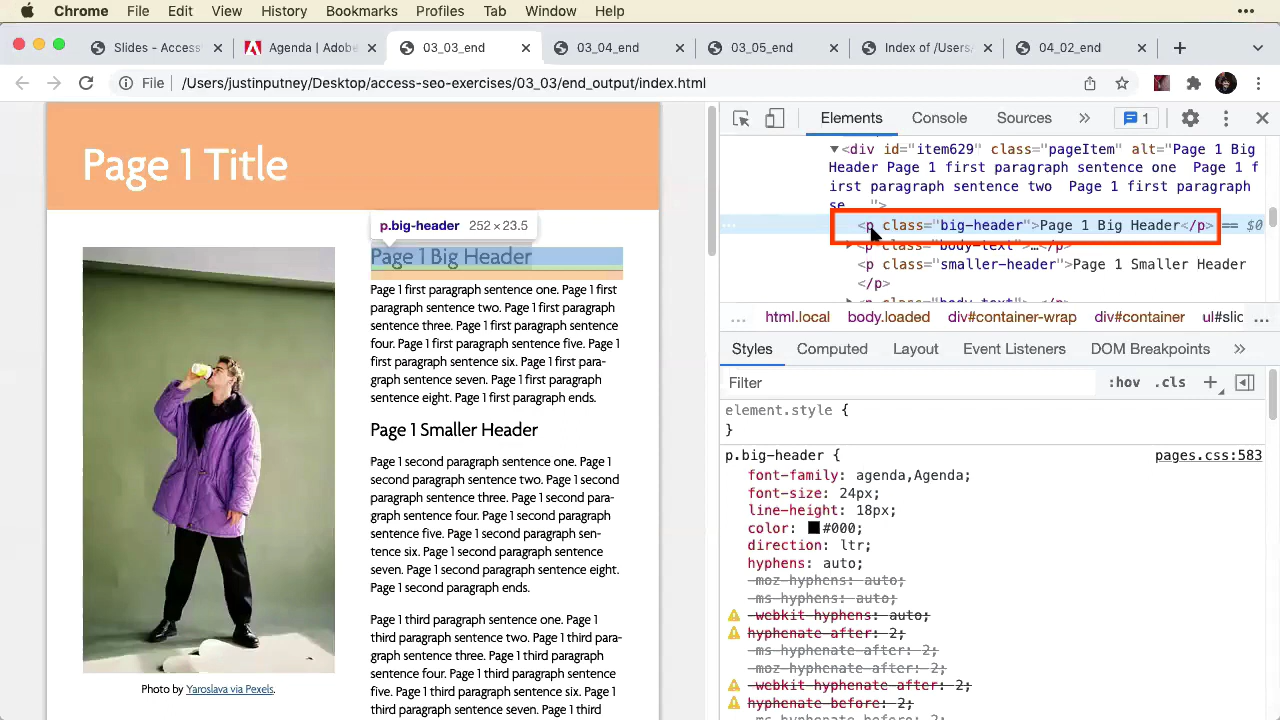 Chrome File Edit View History Bookmarks Profiles Tab Window Help
Slides - Access
Agenda | Adob
03_03_end
03_04_end
03_05_end
Index of /Users/
04_02_end
File /Users/justinputney/Desktop/access-seo-exercises/03_03/end_output/index.html
Page 1 Title
p.big-header 252 × 23.5
Page 1 Big Header
Page 1 first paragraph sentence one. Page 1 first
paragraph sentence two. Page 1 first paragraph
sentence three. Page 1 first paragraph sentence
four. Page 1 first paragraph sentence five. Page 1
first paragraph sentence six. Page 1 first para-
graph sentence seven. Page 1 first paragraph
sentence eight. Page 1 first paragraph ends.
Page 1 Smaller Header
Page 1 second paragraph sentence one. Page 1
second paragraph sentence two. Page 1 second
paragraph sentence three. Page 1 second para-
graph sentence four. Page 1 second paragraph
sentence five. Page 1 second paragraph sen-
tence six. Page 1 second paragraph sentence
seven. Page 1 second paragraph sentence eight.
Page 1 second paragraph ends.
Page 1 third paragraph sentence one. Page 1
third paragraph sentence two. Page 1 third para-
graph sentence three. Page 1 third paragraph
sentence four. Page 1 third paragraph sentence
five. Page 1 third paragraph sentence six. Page 1
third paragraph sentence seven. Page 1 third
Photo by Yaroslava via Pexels.
Elements Console Sources » 1
<div id="item629" class="pageItem" alt="Page 1 Big
Header Page 1 first paragraph sentence one  Page 1 f
irst paragraph sentence two  Page 1 first paragraph
se…">
… <p class="big-header">Page 1 Big Header</p> == $0
<p class="body-text">…</p>
<p class="smaller-header">Page 1 Smaller Header
</p>
<p class="body-text">…</p>
… html.local body.loaded div#container-wrap div#container ul#slic …
Styles Computed Layout Event Listeners DOM Breakpoints »
Filter :hov .cls +
element.style {
}
p.big-header { pages.css:583
font-family: agenda,Agenda;
font-size: 24px;
line-height: 18px;
color: #000;
direction: ltr;
hyphens: auto;
-moz-hyphens: auto;
-ms-hyphens: auto;
-webkit-hyphens: auto;
hyphenate-after: 2;
-ms-hyphenate-after: 2;
-moz-hyphenate-after: 2;
-webkit-hyphenate-after: 2;
hyphenate-before: 2;
-ms-hyphenate-before: 2;